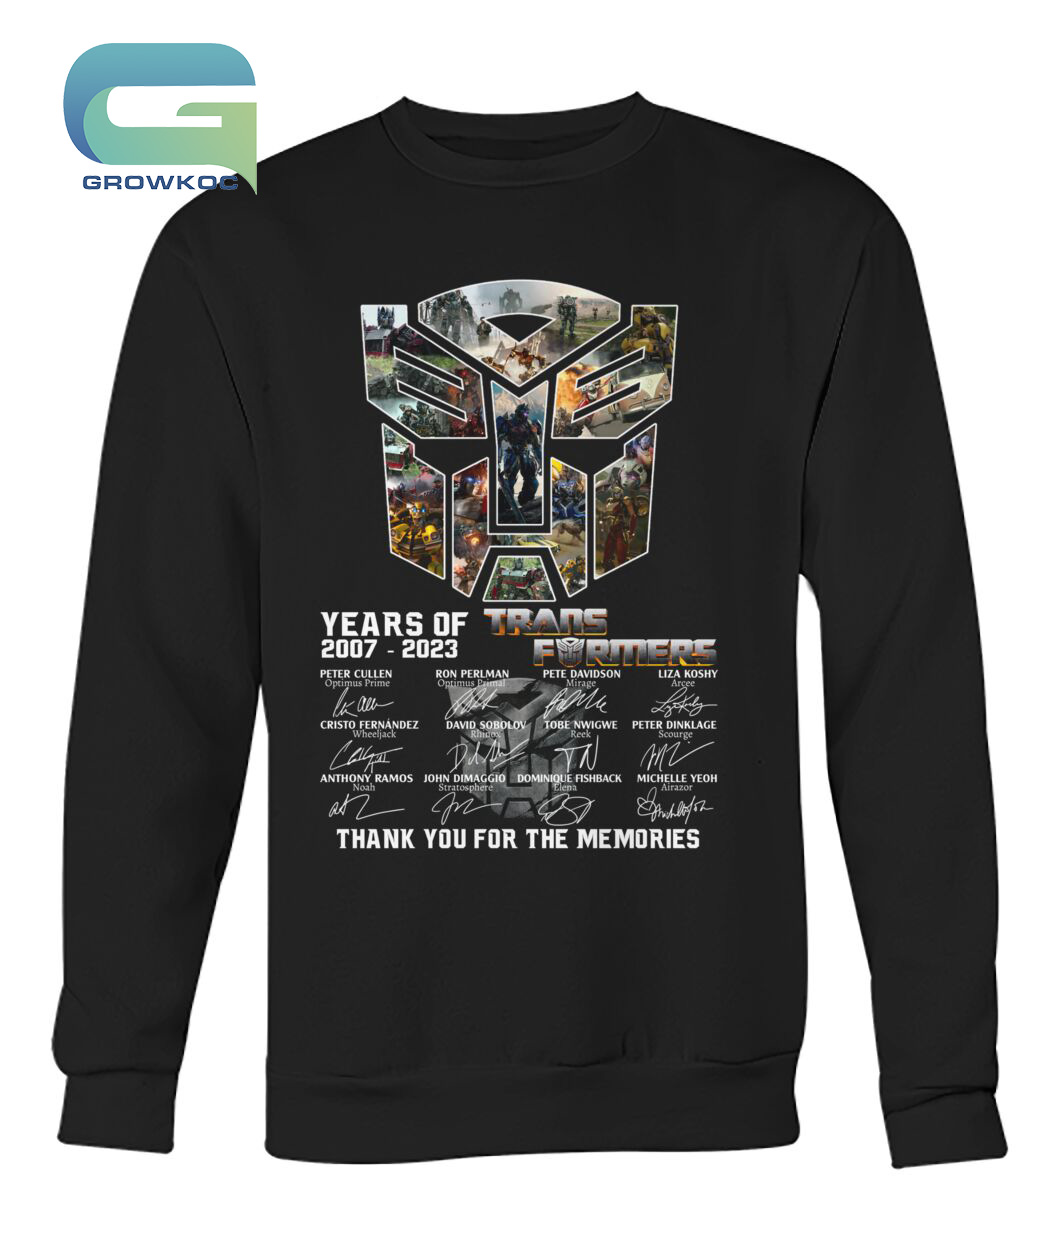 GROWKOC
YEARS OF TRANS
2007 - 2023 FORMERS
PETER CULLEN RON PERLMAN PETE DAVIDSON LIZA KOSHY
Optimus Prime Optimus Primal Mirage Arcee
CRISTO FERNÁNDEZ DAVID SOBOLOV TOBE NWIGWE PETER DINKLAGE
Wheeljack Rhinox Reek Scourge
ANTHONY RAMOS JOHN DIMAGGIO DOMINIQUE FISHBACK MICHELLE YEOH
Noah Stratosphere Elena Airazor
THANK YOU FOR THE MEMORIES